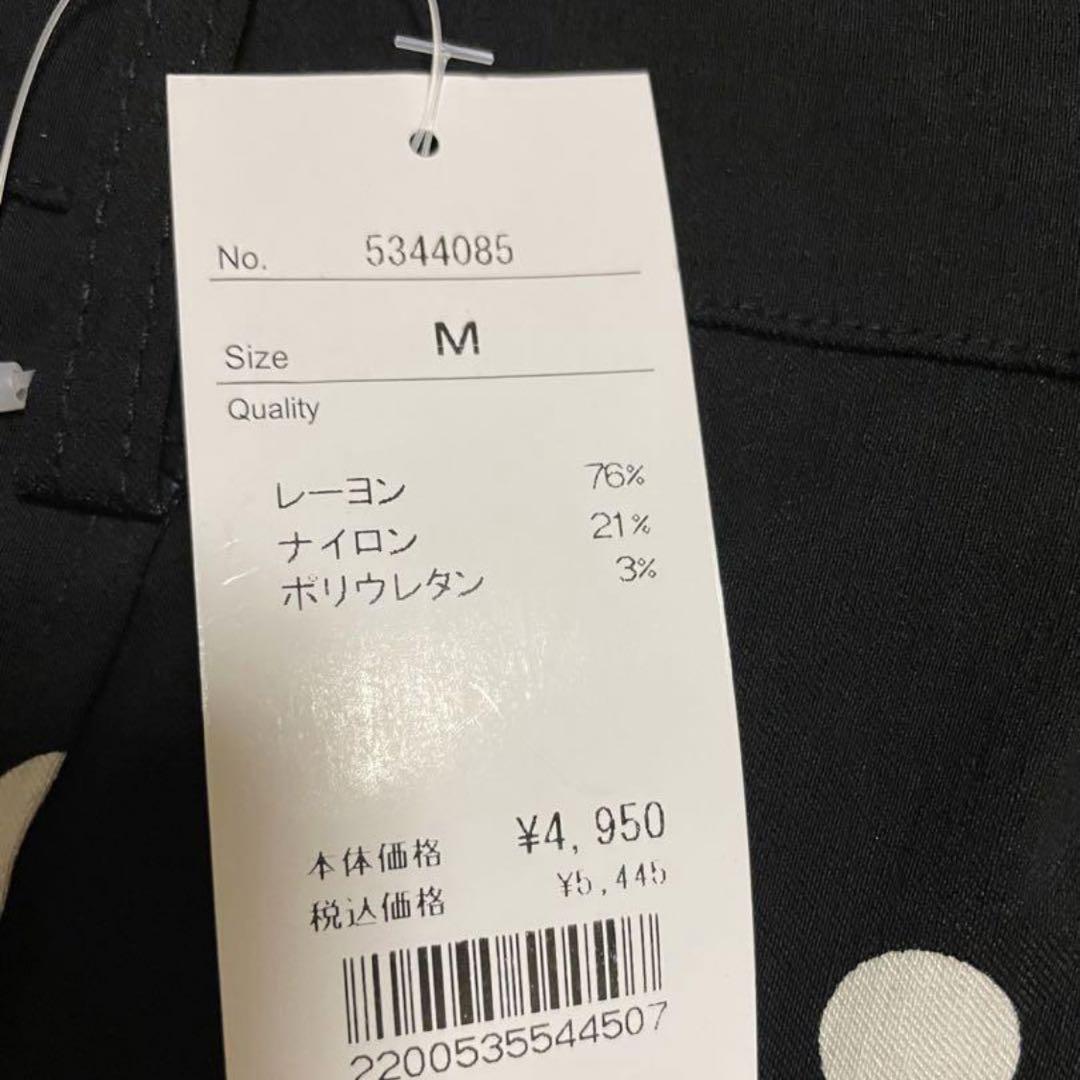 No. 5344085
Size M
Quality
レーヨン 76%
ナイロン 21%
ポリウレタン 3%
本体価格 ¥4,950
税込価格 ¥5,445
2200535544507